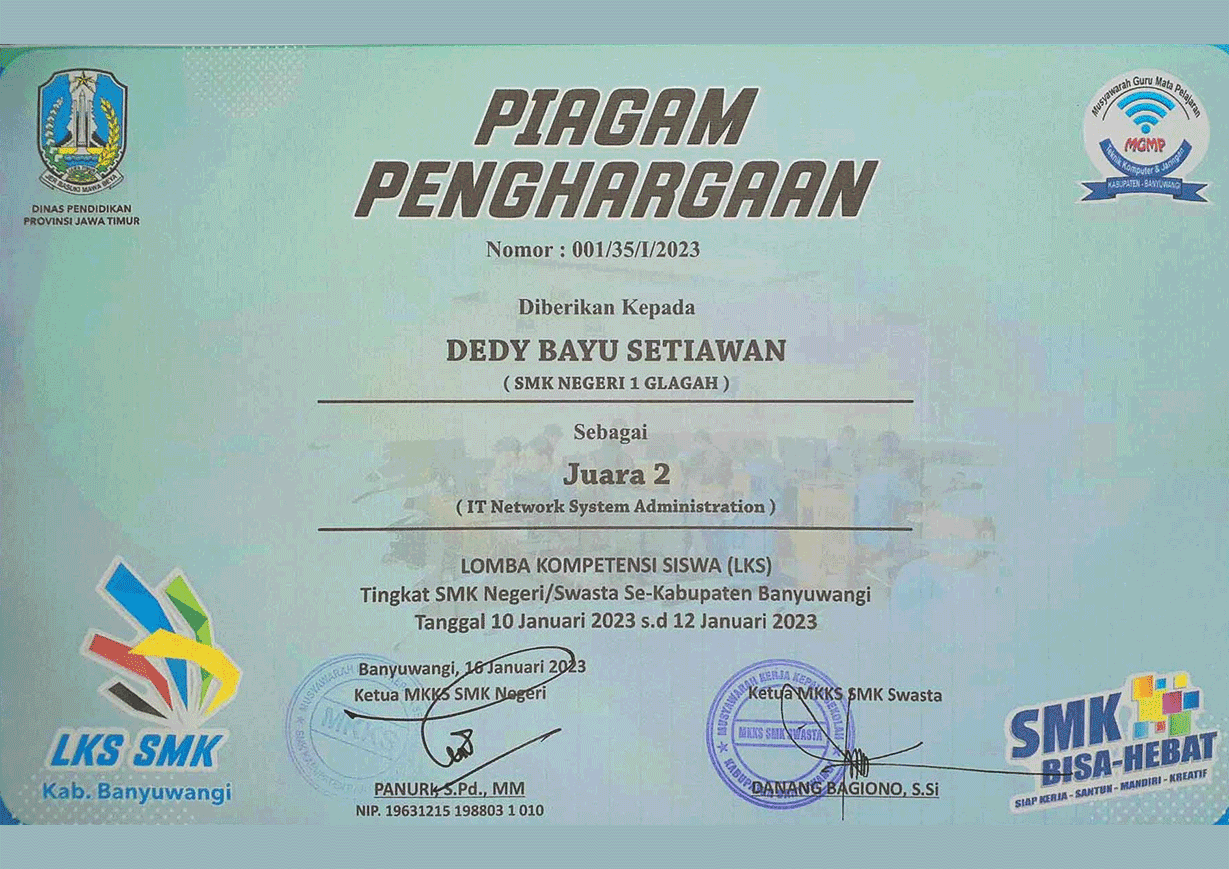 PIAGAM
PENGHARGAAN
Nomor : 001/35/I/2023
JER BASUKI MAWA BEYA
DINAS PENDIDIKAN
PROVINSI JAWA TIMUR
Musyawarah Guru Mata Pelajaran
MGMP
Teknik Komputer & Jaringan
KABUPATEN - BANYUWANGI
Diberikan Kepada
DEDY BAYU SETIAWAN
( SMK NEGERI 1 GLAGAH )
Sebagai
Juara 2
( IT Network System Administration )
LOMBA KOMPETENSI SISWA (LKS)
Tingkat SMK Negeri/Swasta Se-Kabupaten Banyuwangi
Tanggal 10 Januari 2023 s.d 12 Januari 2023
Banyuwangi, 16 Januari 2023
Ketua MKKS SMK Negeri
MUSYAWARAH
MKKS
PANURI, S.Pd., MM
NIP. 19631215 198803 1 010
Ketua MKKS SMK Swasta
MUSYAWARAH KERJA KEPALA SEKOLAH
MKKS SMK SWASTA
DANANG BAGIONO, S.Si
LKS SMK
Kab. Banyuwangi
SMK
BISA-HEBAT
SIAP KERJA - SANTUN - MANDIRI - KREATIF